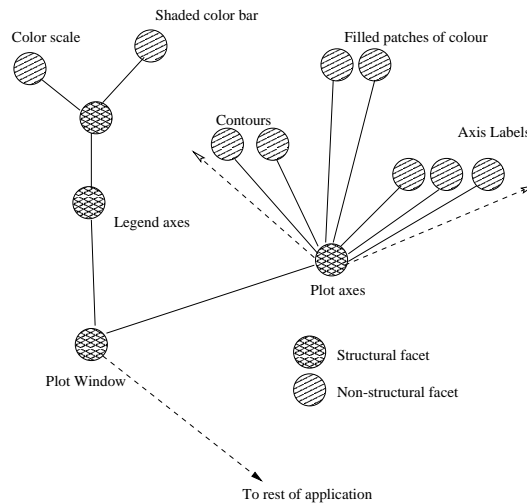 Shaded color bar
Color scale
Filled patches of colour
Contours
Axis Labels
Legend axes
Plot axes
Structural facet
Plot Window
Non-structural facet
To rest of application